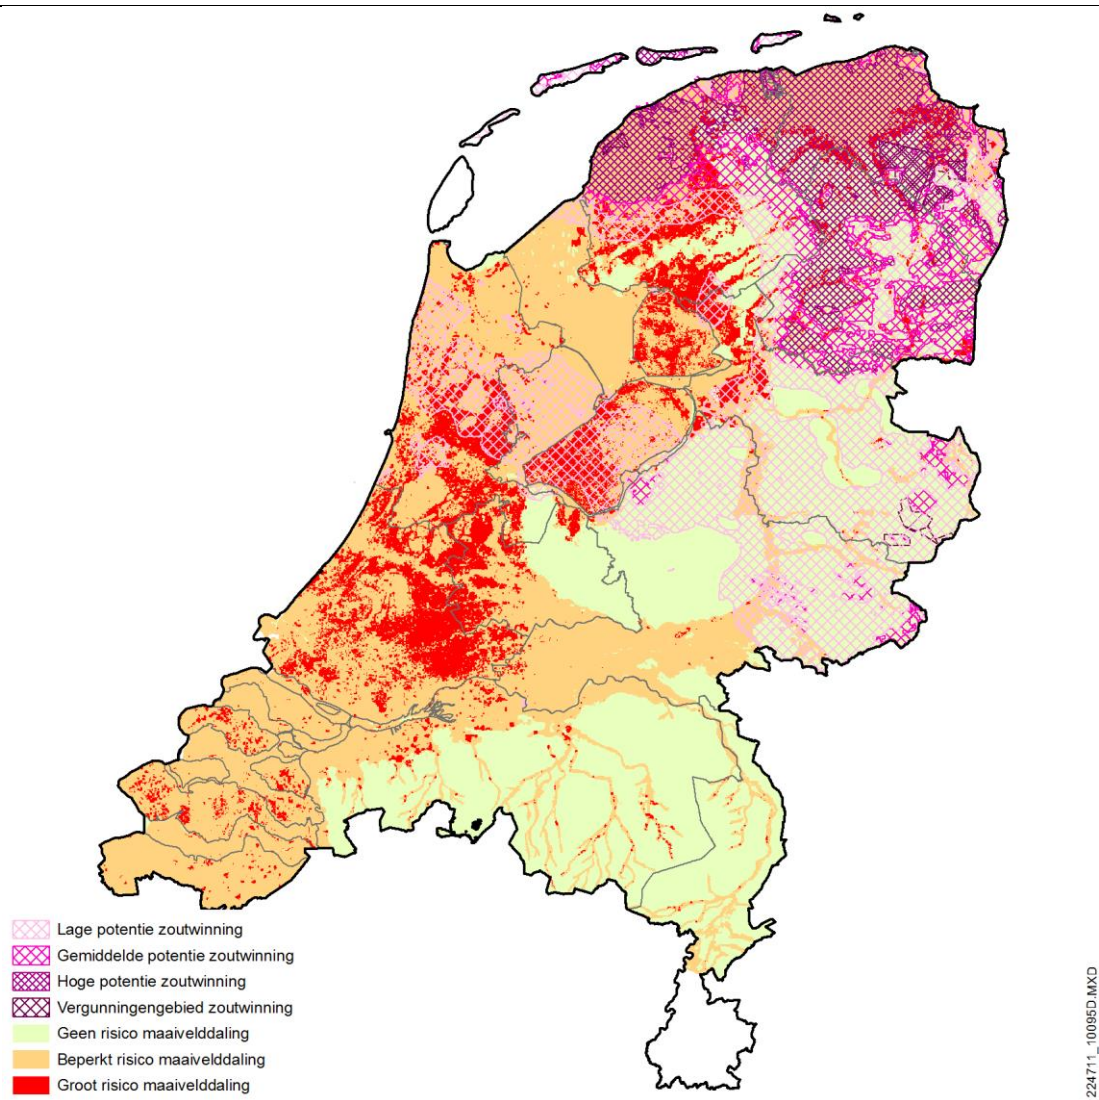 Lage potentie zoutwinning
Gemiddelde potentie zoutwinning
Hoge potentie zoutwinning
Vergunningengebied zoutwinning
Geen risico maaivelddaling
Beperkt risico maaivelddaling
Groot risico maaivelddaling
224711_10095D.MXD